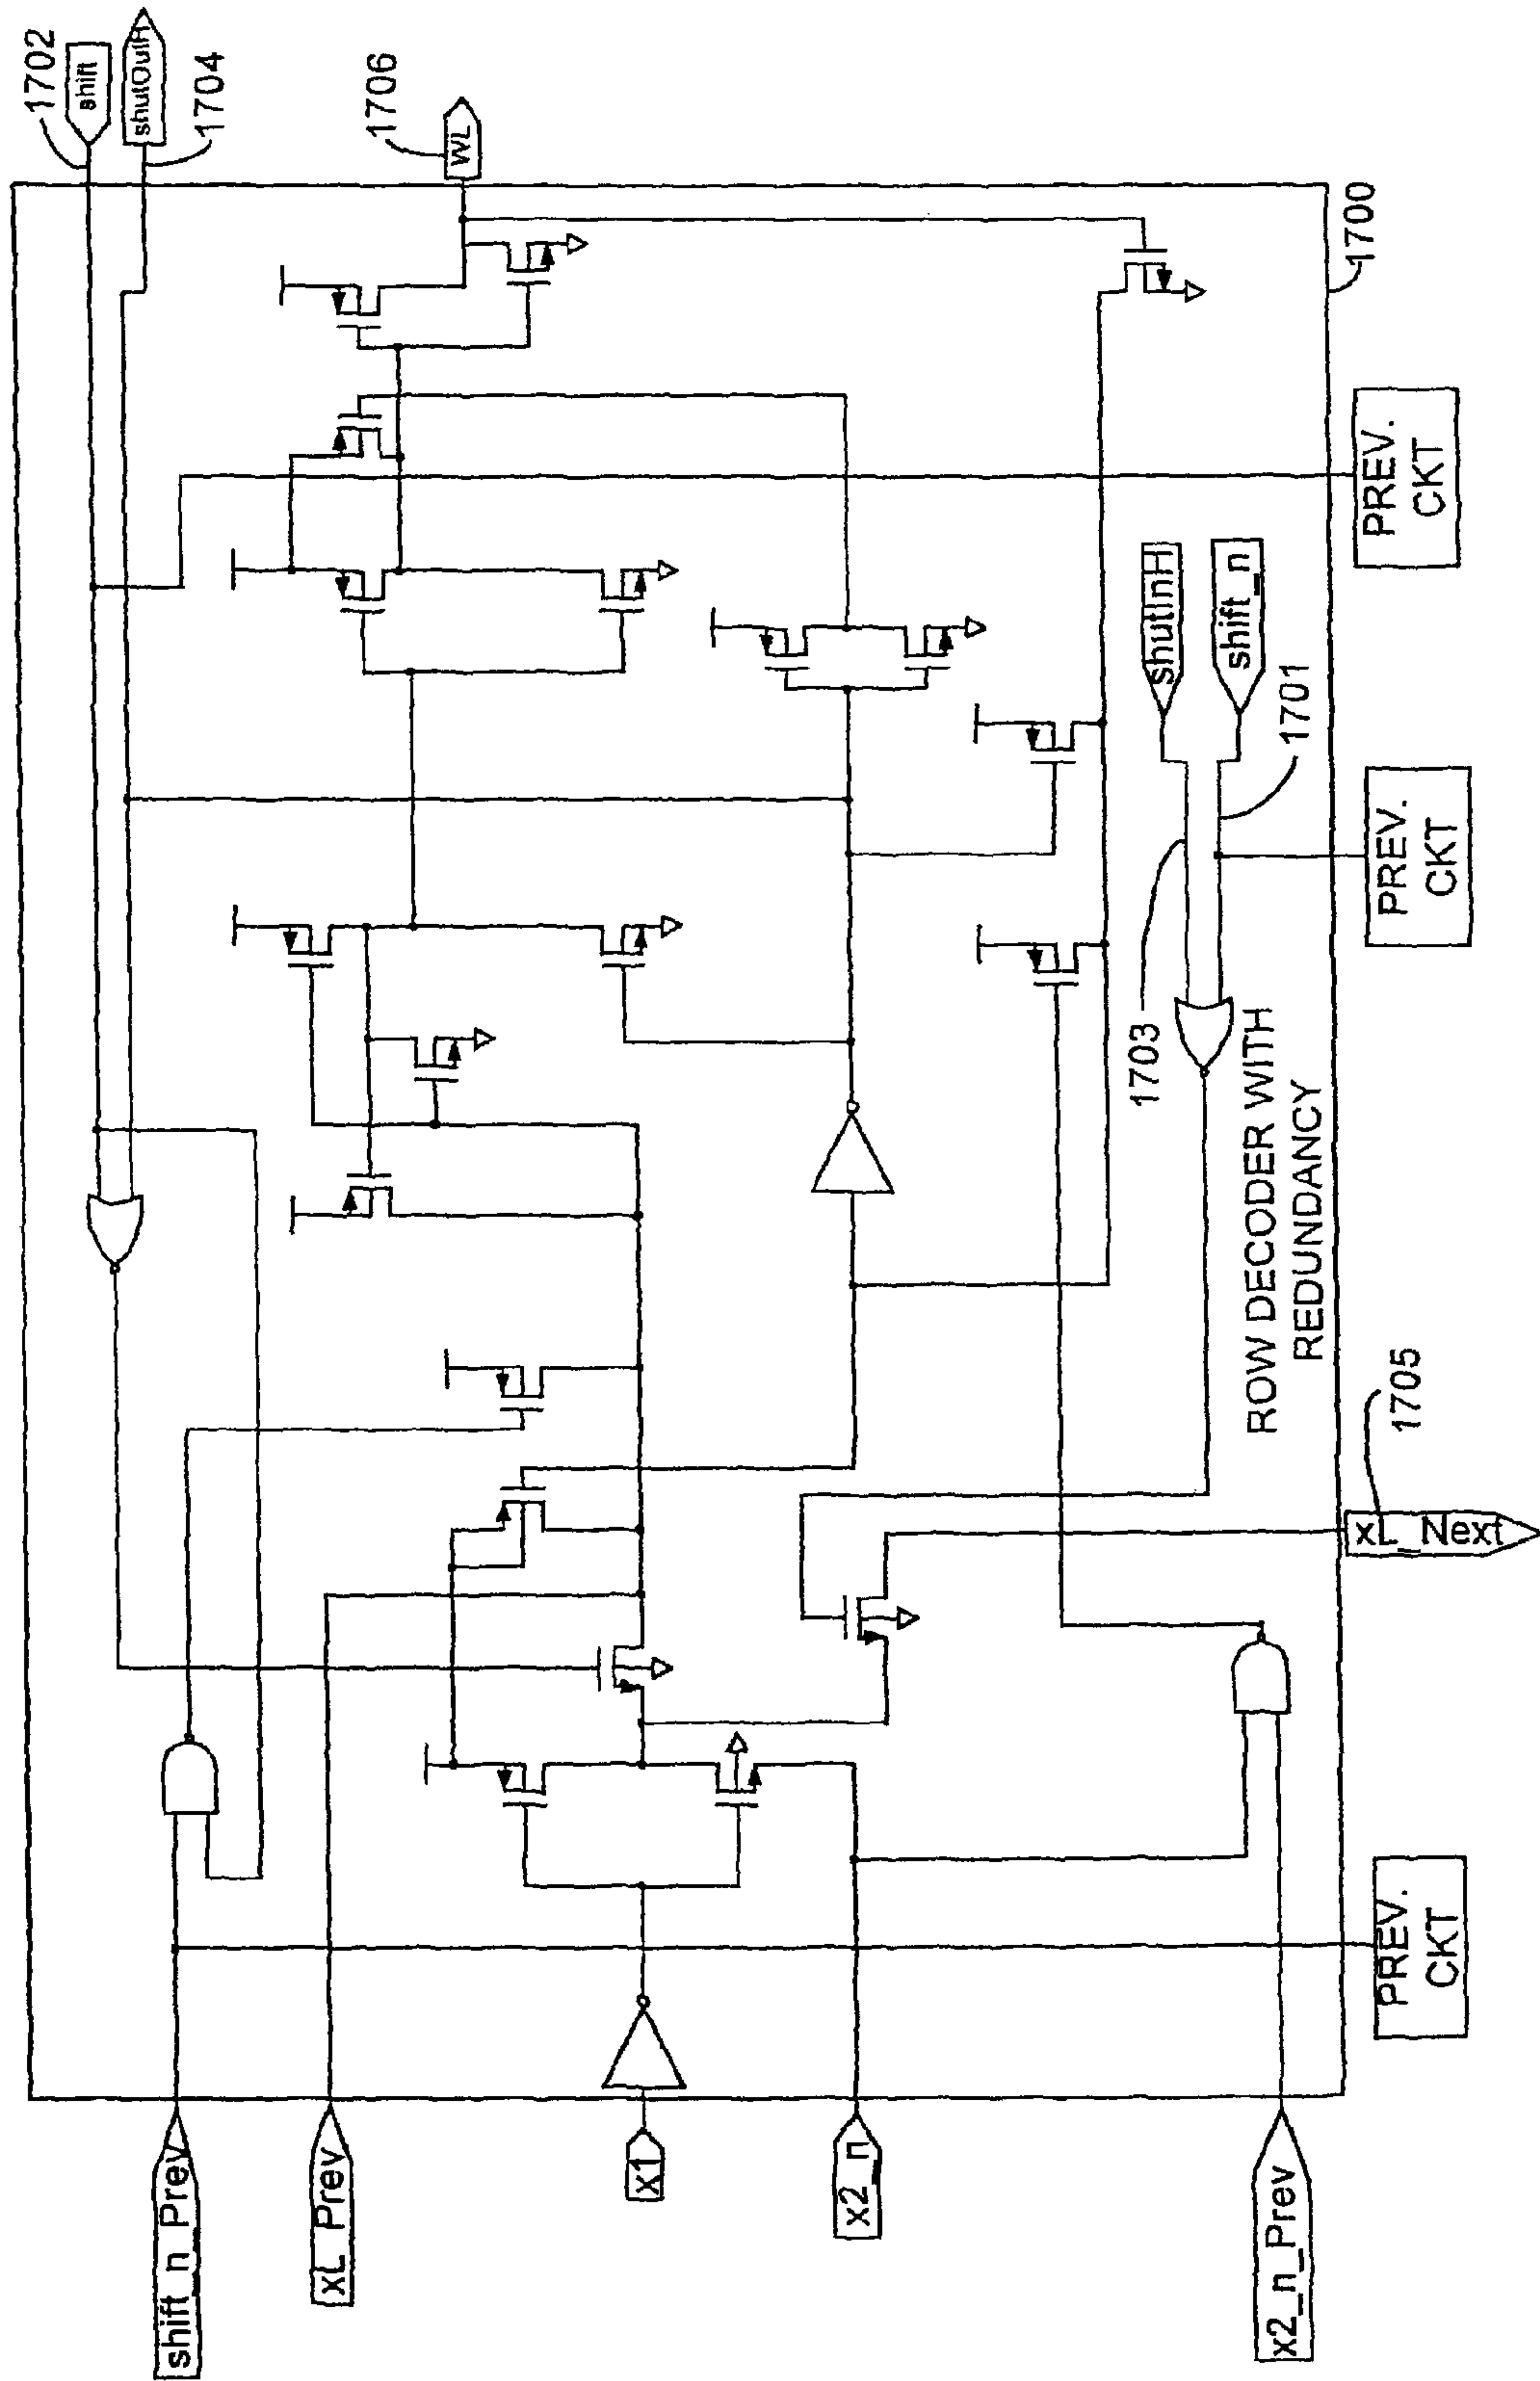 1702
shift
shutOutH
1704
1706
WL
1700
PREV.
CKT
shutInH
shift_n
1701
PREV.
CKT
1703
ROW DECODER WITH
REDUNDANCY
1705
xL_Next
PREV.
CKT
shift_n_Prev
xL_Prev
x1
x2_n
x2_n_Prev